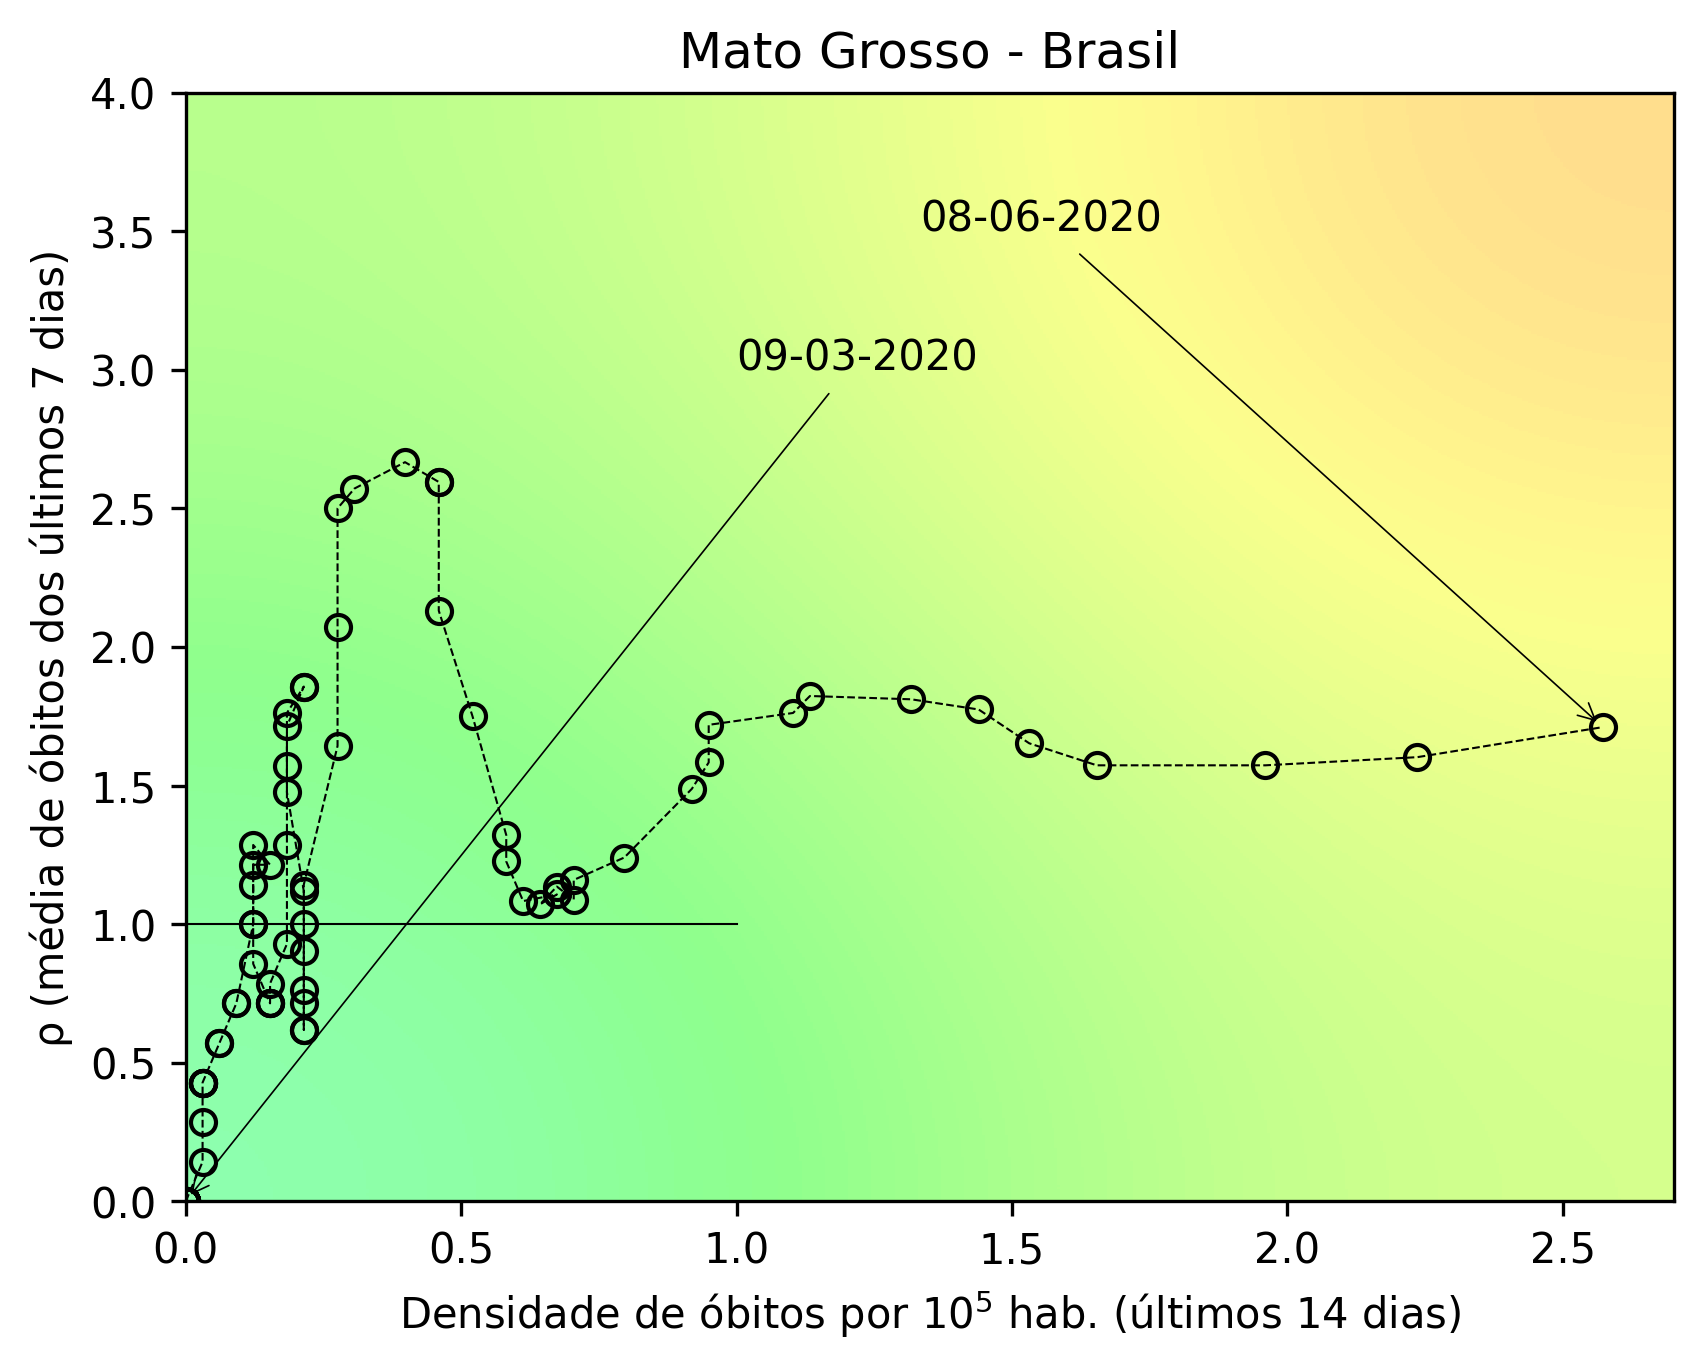 Mato Grosso - Brasil
4.0
3.5
3.0
2.5
2.0
1.5
1.0
0.5
0.0
ρ (média de óbitos dos últimos 7 dias)
08-06-2020
09-03-2020
0.0 0.5 1.0 1.5 2.0 2.5
Densidade de óbitos por 10⁵ hab. (últimos 14 dias)